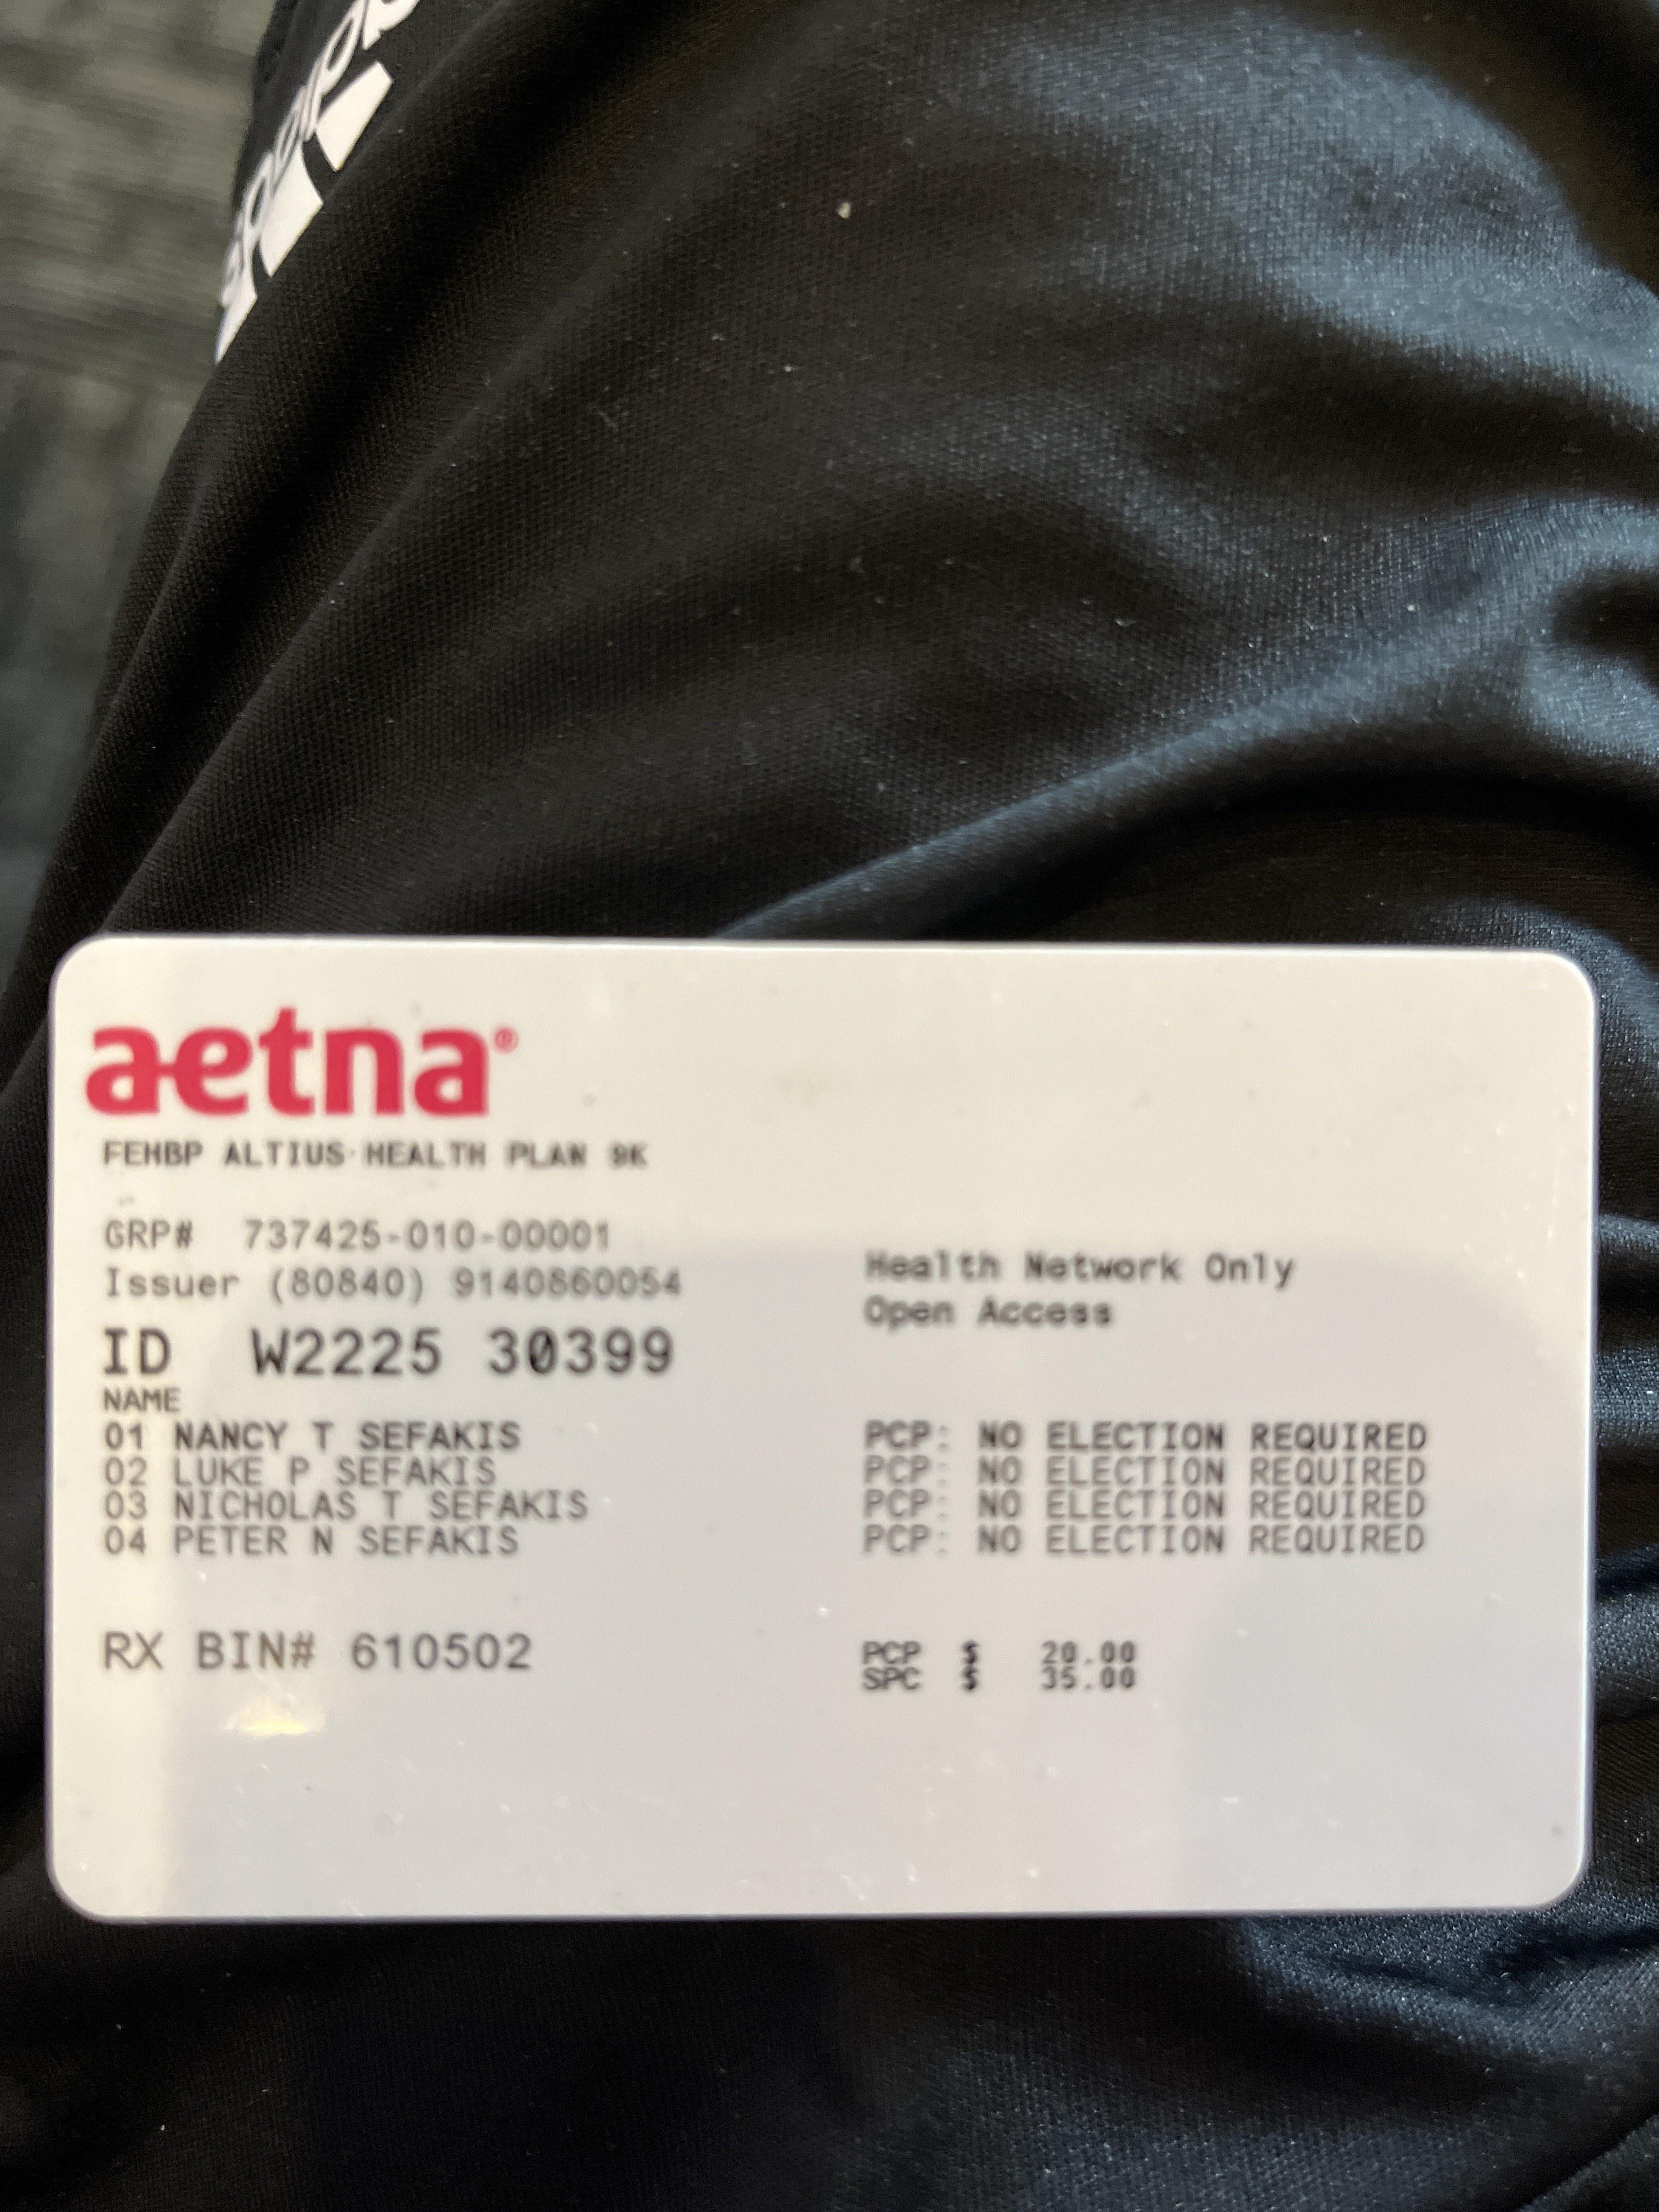 adidas
aetna®
FEHBP ALTIUS HEALTH PLAN 9K
GRP# 737425-010-00001
Issuer (80840) 9140860054
Health Network Only
Open Access
ID W2225 30399
NAME
01 NANCY T SEFAKIS PCP: NO ELECTION REQUIRED
02 LUKE P SEFAKIS PCP: NO ELECTION REQUIRED
03 NICHOLAS T SEFAKIS PCP: NO ELECTION REQUIRED
04 PETER N SEFAKIS PCP: NO ELECTION REQUIRED
RX BIN# 610502
PCP $ 20.00
SPC $ 35.00